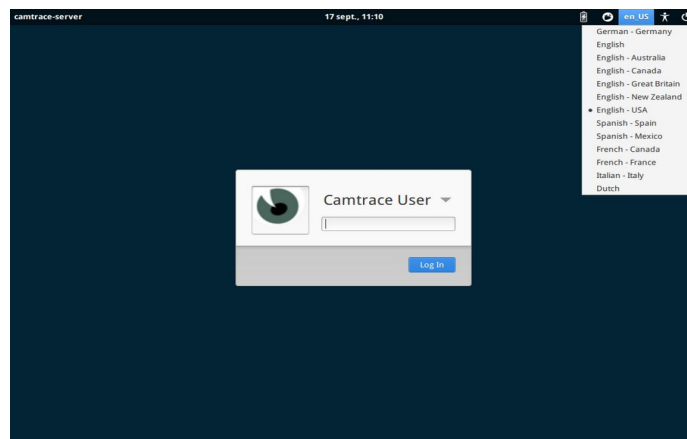 camtrace-server 17 sept., 11:10 en_US
German - Germany
English
English - Australia
English - Canada
English - Great Britain
English - New Zealand
English - USA
Spanish - Spain
Spanish - Mexico
French - Canada
French - France
Italian - Italy
Dutch
Camtrace User
Log In